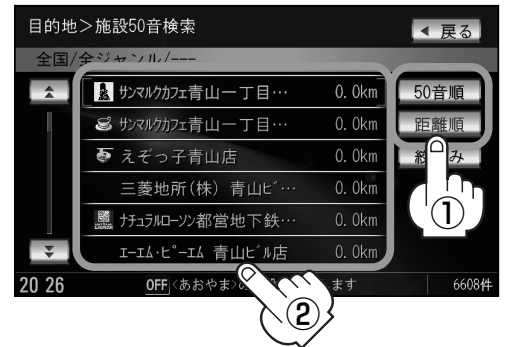 目的地＞施設50音検索
戻る
全国/全ジャンル/---
サンマルクカフェ青山一丁目… 0.0km
50音順
サンマルクカフェ青山一丁目… 0.0km
距離順
えぞっ子青山店 0.0km
絞 み
三菱地所(株) 青山ビ… 0.0km
①
ナチュラルローソン都営地下鉄… 0.0km
エーエム・ピーエム 青山ビル店 0.0km
20 26
OFF <あおやま> ます
6608件
②